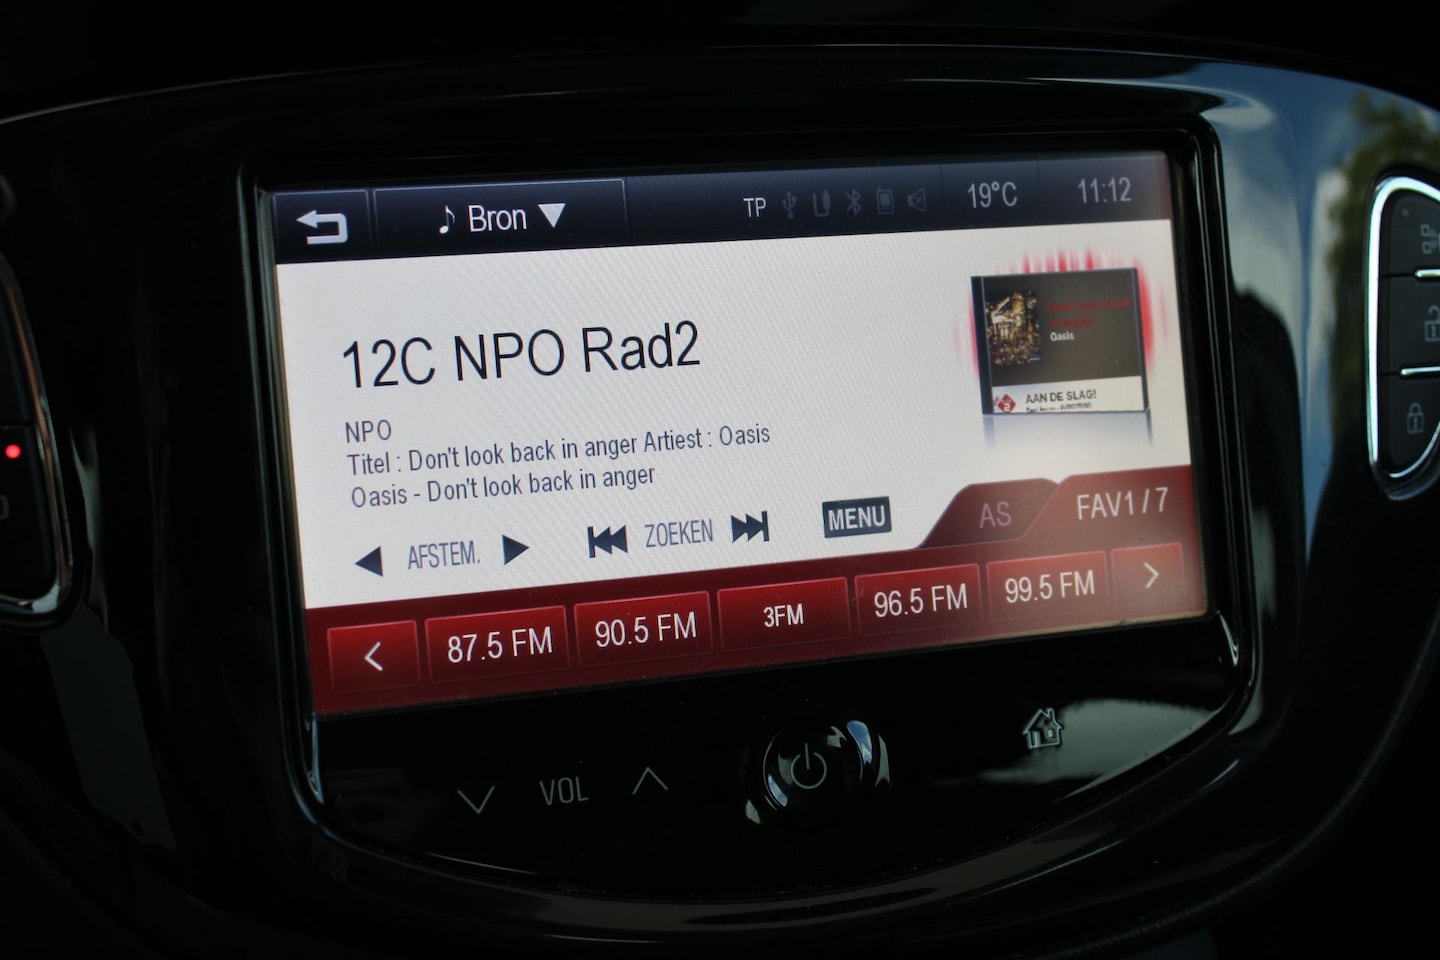 Bron TP 19°C 11:12
12C NPO Rad2
NPO
Titel : Don't look back in anger Artiest : Oasis
Oasis - Don't look back in anger
Oasis
AAN DE SLAG!
AFSTEM. ZOEKEN MENU AS FAV1 / 7
87.5 FM 90.5 FM 3FM 96.5 FM 99.5 FM
VOL